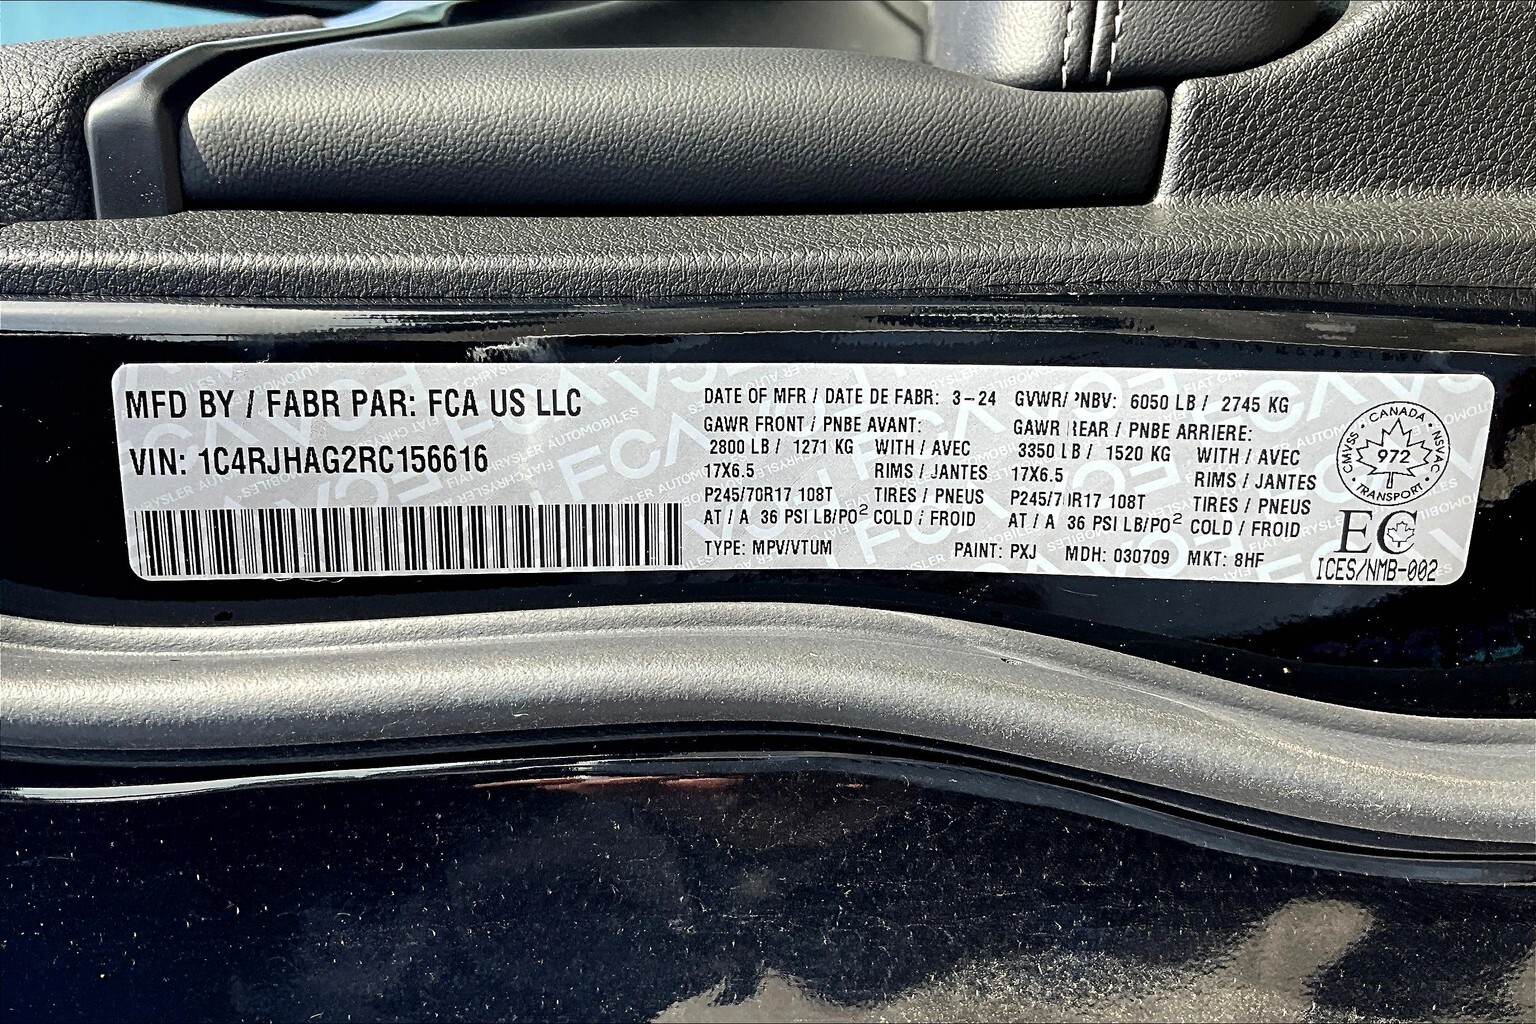 MFD BY / FABR PAR: FCA US LLC
VIN: 1C4RJHAG2RC156616
DATE OF MFR / DATE DE FABR: 3-24 GVWR/PNBV: 6050 LB / 2745 KG
GAWR FRONT / PNBE AVANT:
2800 LB / 1271 KG WITH / AVEC
17X6.5 RIMS / JANTES
P245/70R17 108T TIRES / PNEUS
AT / A 36 PSI LB/PO² COLD / FROID
GAWR REAR / PNBE ARRIERE:
3350 LB / 1520 KG WITH / AVEC
17X6.5 RIMS / JANTES
P245/70R17 108T TIRES / PNEUS
AT / A 36 PSI LB/PO² COLD / FROID
TYPE: MPV/VTUM PAINT: PXJ MDH: 030709 MKT: 8HF
CANADA
CMVSS 972 NSVAC
TRANSPORT
EC
ICES/NMB-002